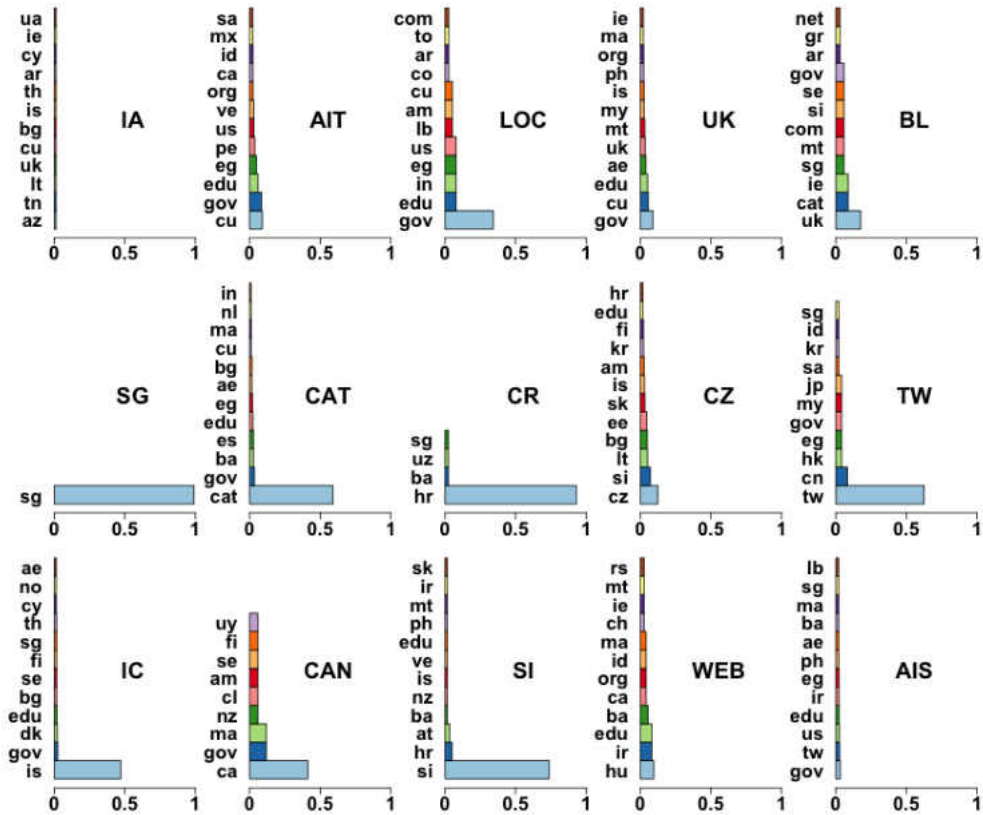 ua
ie
cy
ar
th
is
bg
cu
uk
lt
tn
az
IA
0 0.5 1
sa
mx
id
ca
org
ve
us
pe
eg
edu
gov
cu
AIT
0 0.5 1
com
to
ar
co
cu
am
lb
us
eg
in
edu
gov
LOC
0 0.5 1
ie
ma
org
ph
is
my
mt
uk
ae
edu
cu
gov
UK
0 0.5 1
net
gr
ar
gov
se
si
com
mt
sg
ie
cat
uk
BL
0 0.5 1
sg
SG
0 0.5 1
in
nl
ma
cu
bg
ae
eg
edu
es
ba
gov
cat
CAT
0 0.5 1
sg
uz
ba
hr
CR
0 0.5 1
hr
edu
fi
kr
am
is
sk
ee
bg
lt
si
cz
CZ
0 0.5 1
sg
id
kr
sa
jp
my
gov
eg
hk
cn
tw
TW
0 0.5 1
ae
no
cy
th
sg
fi
se
bg
edu
dk
gov
is
IC
0 0.5 1
uy
fi
se
am
cl
nz
ma
gov
ca
CAN
0 0.5 1
sk
ir
mt
ph
edu
ve
is
nz
ba
at
hr
si
SI
0 0.5 1
rs
mt
ie
ch
ma
id
org
ca
ba
edu
ir
hu
WEB
0 0.5 1
lb
sg
ma
ba
ae
ph
eg
ir
edu
us
tw
gov
AIS
0 0.5 1